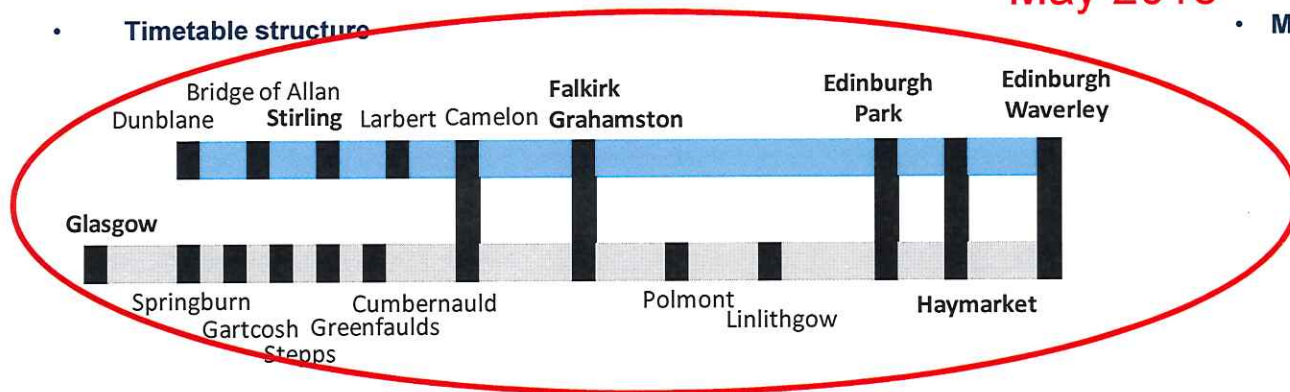 • Timetable structure
• M
Bridge of Allan
Dunblane Stirling Larbert Camelon
Falkirk
Grahamston
Edinburgh
Park
Edinburgh
Waverley
Glasgow
Springburn Cumbernauld Polmont Haymarket
Gartcosh Greenfaulds Linlithgow
Stepps